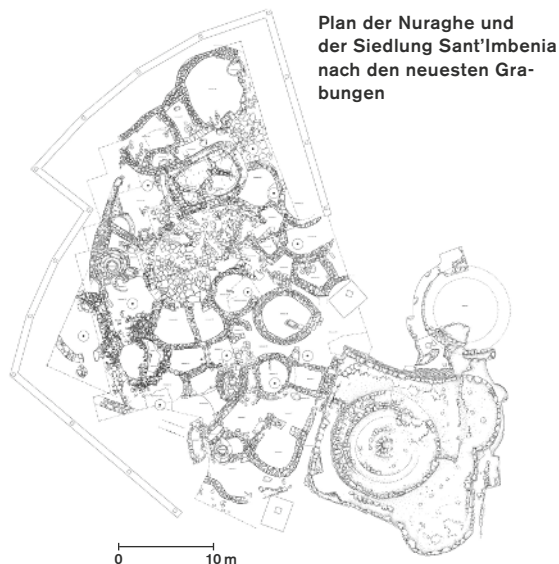 Plan der Nuraghe und
der Siedlung Sant’Imbenia
nach den neuesten Gra-
bungen
0 10 m